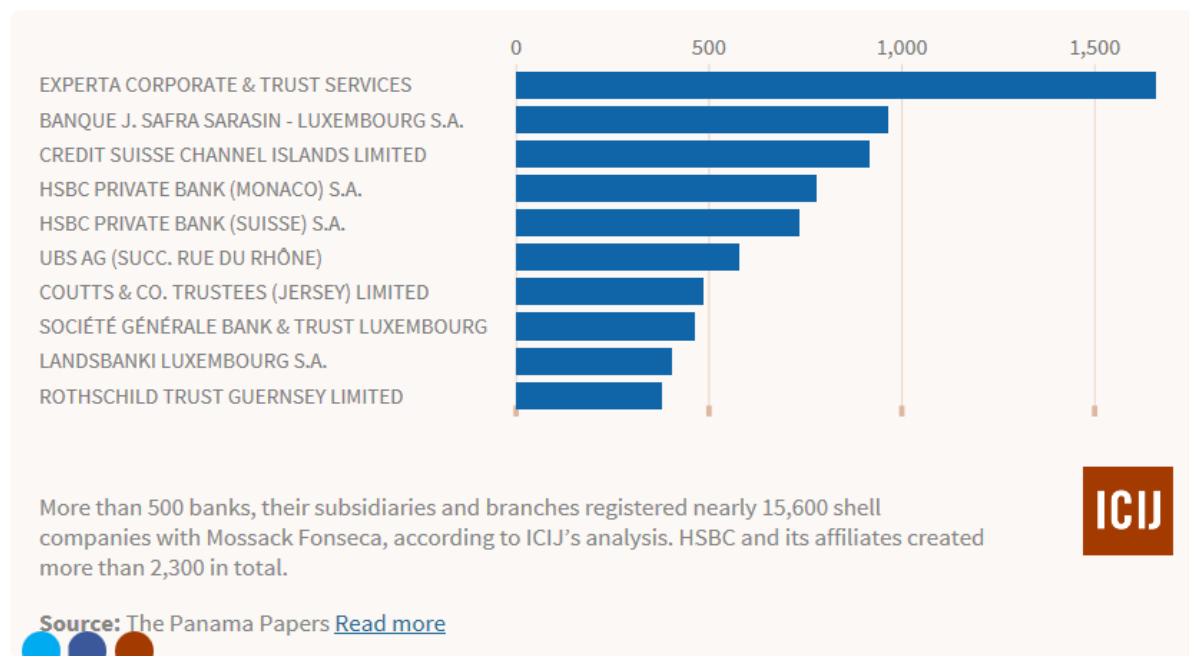 0 500 1,000 1,500
EXPERTA CORPORATE & TRUST SERVICES
BANQUE J. SAFRA SARASIN - LUXEMBOURG S.A.
CREDIT SUISSE CHANNEL ISLANDS LIMITED
HSBC PRIVATE BANK (MONACO) S.A.
HSBC PRIVATE BANK (SUISSE) S.A.
UBS AG (SUCC. RUE DU RHÔNE)
COUTTS & CO. TRUSTEES (JERSEY) LIMITED
SOCIÉTÉ GÉNÉRALE BANK & TRUST LUXEMBOURG
LANDSBANKI LUXEMBOURG S.A.
ROTHSCHILD TRUST GUERNSEY LIMITED
More than 500 banks, their subsidiaries and branches registered nearly 15,600 shell
companies with Mossack Fonseca, according to ICIJ’s analysis. HSBC and its affiliates created
more than 2,300 in total.
ICIJ
Source: The Panama Papers Read more